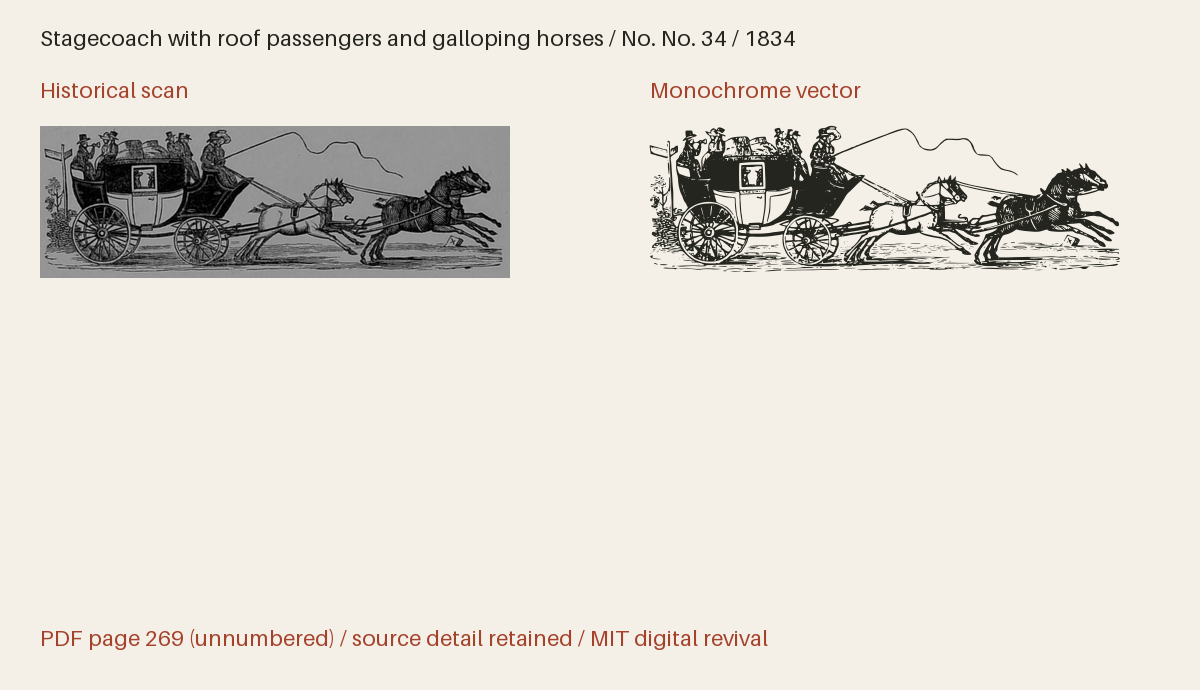 Stagecoach with roof passengers and galloping horses / No. No. 34 / 1834
Historical scan
Monochrome vector
PDF page 269 (unnumbered) / source detail retained / MIT digital revival